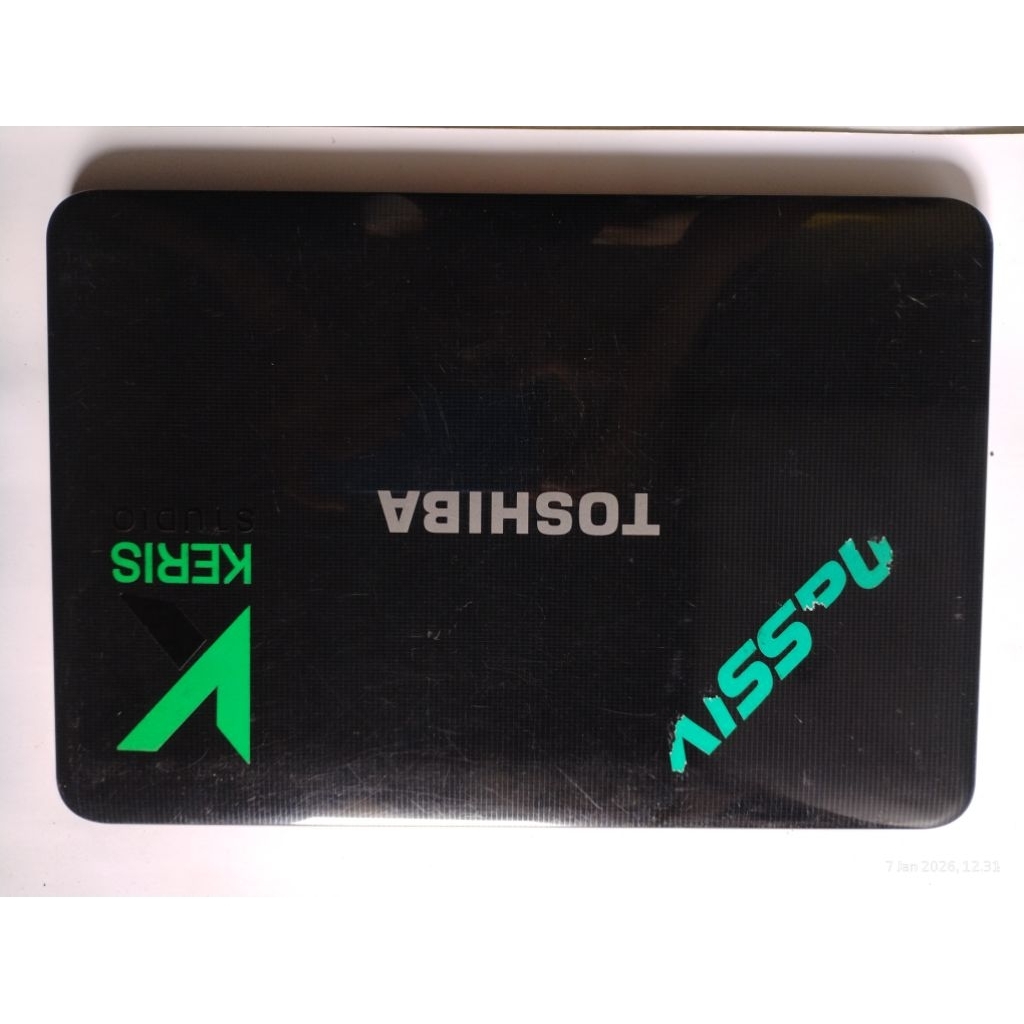 KERIS
STUDIO
TOSHIBA
7 Jan 2026, 12.31